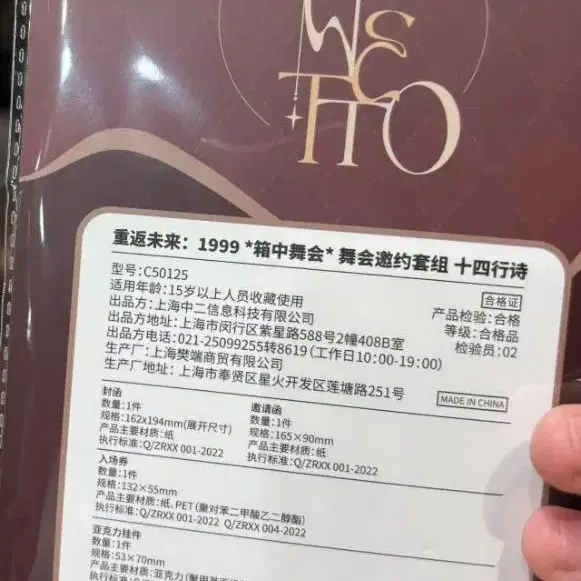 WE
TTO
重返未来：1999 *箱中舞会* 舞会邀约套组 十四行诗
型号：C50125
适用年龄：15岁以上人员收藏使用
出品方：上海中二信息科技有限公司
出品方地址：上海市闵行区紫星路588号2幢408B室
出品方电话：021-25099255转8619（工作日10:00-19:00）
生产厂：上海樊端商贸有限公司
生产厂地址：上海市奉贤区星火开发区莲塘路251号
合格证
产品检验：合格
等级：合格品
检验员：02
MADE IN CHINA
封函
数量：1件
规格：162x194mm(展开尺寸)
产品主要材质：纸
执行标准：Q/ZRXX 001-2022
邀请函
数量：1件
规格：165×90mm
产品主要材质：纸
执行标准：Q/ZRXX 001-2022
入场券
数量：1件
规格：132×55mm
产品主要材质：纸、PET（聚对苯二甲酸乙二醇酯）
执行标准：Q/ZRXX 001-2022 Q/ZRXX 004-2022
亚克力挂件
数量：1件
规格：53×70mm
产品主要材质：亚克力